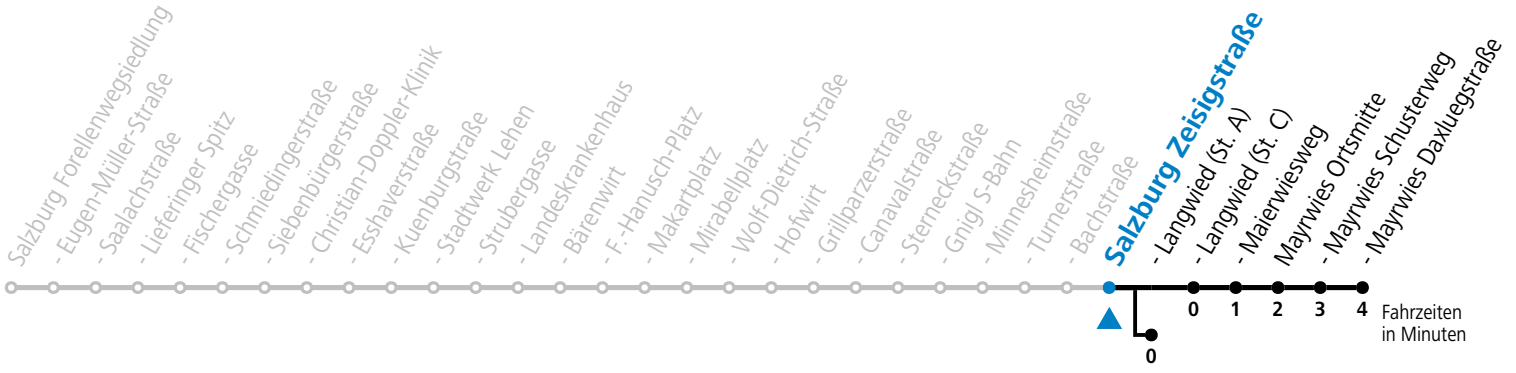 Salzburg Forellenwegsiedlung
- Eugen-Müller-Straße
- Saalachstraße
- Lieferinger Spitz
- Fischergasse
- Schmiedingerstraße
- Siebenbürgerstraße
- Christian-Doppler-Klinik
- Esshaverstraße
- Kuenburgstraße
- Stadtwerk Lehen
- Strubergasse
- Landeskrankenhaus
- Bärenwirt
- F.-Hanusch-Platz
- Makartplatz
- Mirabellplatz
- Wolf-Dietrich-Straße
- Hofwirt
- Grillparzerstraße
- Canavalstraße
- Sterneckstraße
- Gnigl S-Bahn
- Minnesheimstraße
- Turnerstraße
- Bachstraße
Salzburg Zeisigstraße
- Langwied (St. A)
- Langwied (St. C)
- Maierwiesweg
Mayrwies Ortsmitte
- Mayrwies Schusterweg
- Mayrwies Daxluegstraße
0 1 2 3 4 Fahrzeiten
in Minuten
0